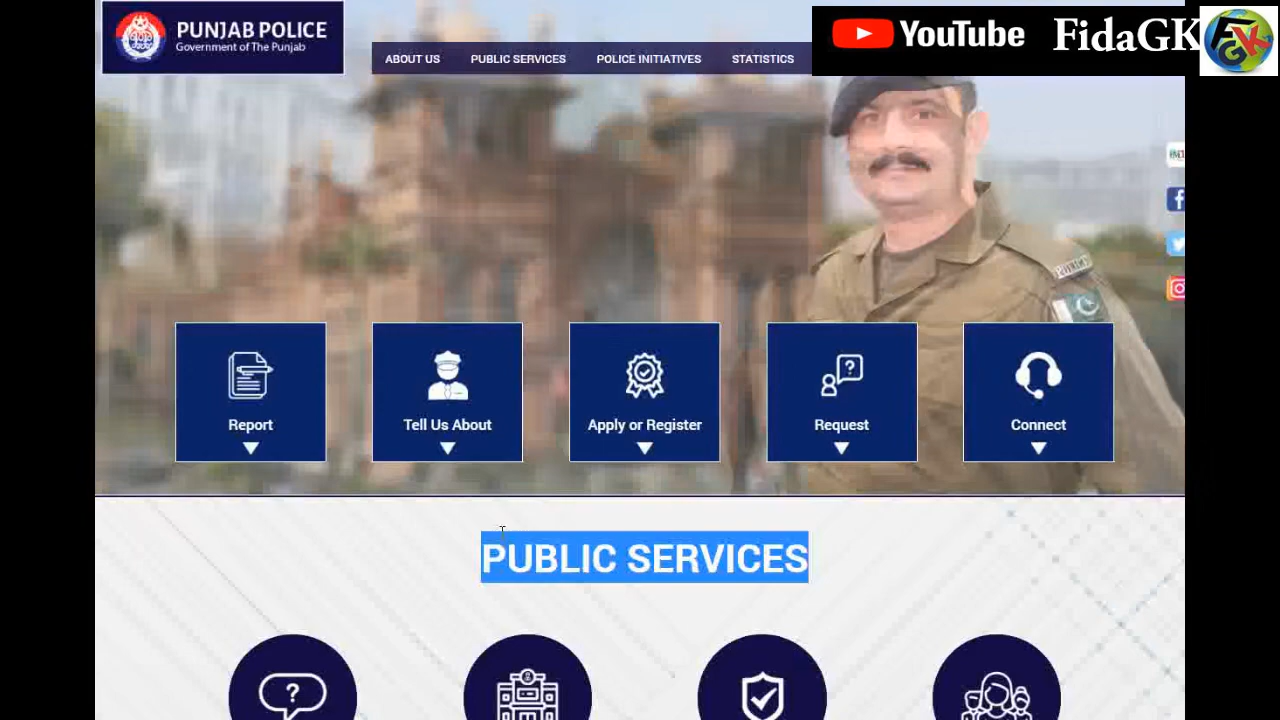 PUNJAB POLICE
Government of The Punjab
ABOUT US
PUBLIC SERVICES
POLICE INITIATIVES
STATISTICS
YouTube
FidaGK
Report
Tell Us About
Apply or Register
Request
Connect
PUBLIC SERVICES